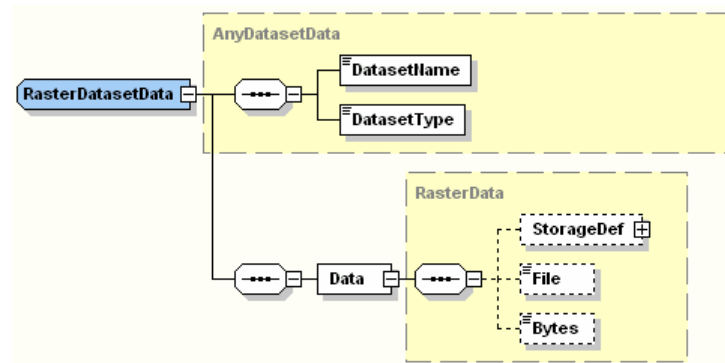 AnyDatasetData
RasterDatasetData
DatasetName
DatasetType
RasterData
StorageDef
Data
File
Bytes